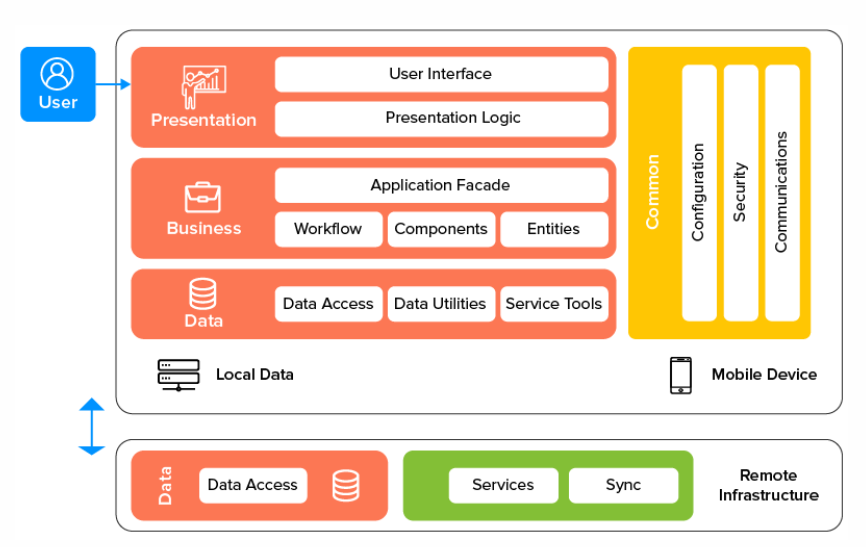 User
Presentation
User Interface
Presentation Logic
Business
Application Facade
Workflow
Components
Entities
Data
Data Access
Data Utilities
Service Tools
Common
Configuration
Security
Communications
Local Data
Mobile Device
Data
Data Access
Services
Sync
Remote
Infrastructure